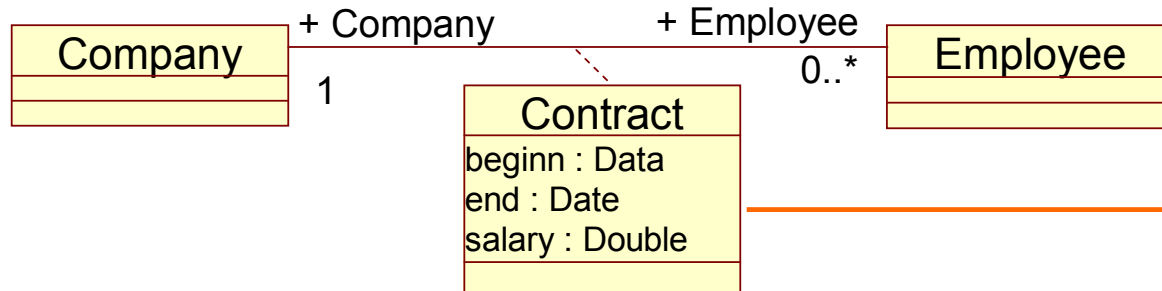 + Company
+ Employee
Company
Employee
1
0..*
Contract
beginn : Data
end : Date
salary : Double